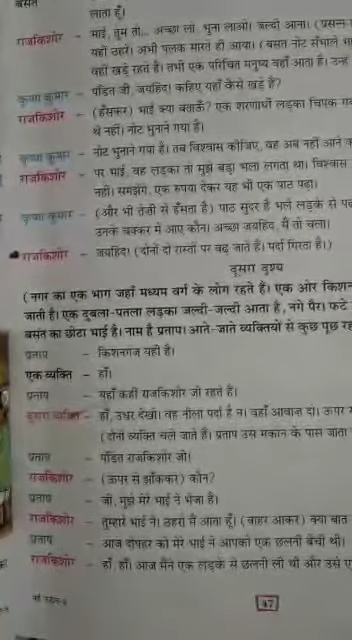 बसंत
लाता हूँ।
राजकिशोर - भाई, तुम तो... अच्छा लो, भुना लाओ। जल्दी आना। (प्रसन्न-
यहीं ठहरें। अभी पलक मारते ही आया। (बसंत नोट सँभाले भा
वहीं खड़े रहते हैं। तभी एक परिचित मनुष्य वहाँ आता है। उन्हें
कृष्ण कुमार - पंडित जी, जयहिंद। कहिए यहाँ कैसे खड़े हैं?
राजकिशोर - (हँसकर) भाई क्या बताऊँ? एक शरणार्थी लड़का चिपक गय
थे नहीं। नोट भुनाने गया है।
कृष्ण कुमार - नोट भुनाने गया है। तब विश्वास कीजिए, वह अब नहीं आने क
राजकिशोर - पर भाई, वह लड़का तो मुझे बड़ा भला लगता था। विश्वास
नहीं। समझेंगे, एक रुपया देकर यह भी एक पाठ पढ़ा।
कृष्ण कुमार - (और भी तेजी से हँसता है) पाठ सुंदर है भले लड़के से पढ़
उनके चक्कर में आए कौन। अच्छा जयहिंद, मैं तो चला।
राजकिशोर - जयहिंद। (दोनों दो रास्तों पर बढ़ जाते हैं। पर्दा गिरता है।)
दूसरा दृश्य
(नगर का एक भाग जहाँ मध्यम वर्ग के लोग रहते हैं। एक ओर किशन
जाती है। एक दुबला-पतला लड़का जल्दी-जल्दी आता है, नंगे पैर। फटे
बसंत का छोटा भाई है। नाम है प्रताप। आते-जाते व्यक्तियों से कुछ पूछ रह
प्रताप - किशनगंज यही है।
एक व्यक्ति - हाँ।
प्रताप - यहाँ कहीं राजकिशोर जी रहते हैं।
दूसरा व्यक्ति - हाँ, उधर देखो। वह नीला पर्दा है न। वहाँ आवाज दो। ऊपर
(दोनों व्यक्ति चले जाते हैं। प्रताप उस मकान के पास जाता
प्रताप - पंडित राजकिशोर जी।
राजकिशोर - (ऊपर से झाँककर) कौन?
प्रताप - जी, मुझे मेरे भाई ने भेजा है।
राजकिशोर - तुम्हारे भाई ने। ठहरो मैं आता हूँ। (बाहर आकर) क्या बात
प्रताप - आज दोपहर को मेरे भाई ने आपको एक छलनी बेची थी।
राजकिशोर - हाँ हाँ। आज मैंने एक लड़के से छलनी ली थी और उसे ए
47